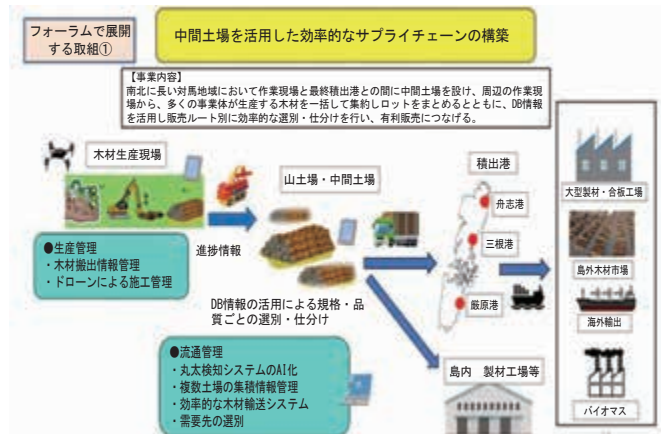 フォーラムで展開
する取組①
中間土場を活用した効率的なサプライチェーンの構築
【事業内容】
南北に長い対馬地域において作業現場と最終積出港との間に中間土場を設け、周辺の作業現
場から、多くの事業体が生産する木材を一括して集約しロットをまとめるとともに、DB情報
を活用し販売ルート別に効率的な選別・仕分けを行い、有利販売につなげる。
木材生産現場
山土場・中間土場
積出港
舟志港
三根港
厳原港
進捗情報
●生産管理
・木材搬出情報管理
・ドローンによる施工管理
DB情報の活用による規格・品
質ごとの選別・仕分け
●流通管理
・丸太検知システムのAI化
・複数土場の集積情報管理
・効率的な木材輸送システム
・需要先の選別
島内 製材工場等
大型製材・合板工場
島外木材市場
海外輸出
バイオマス